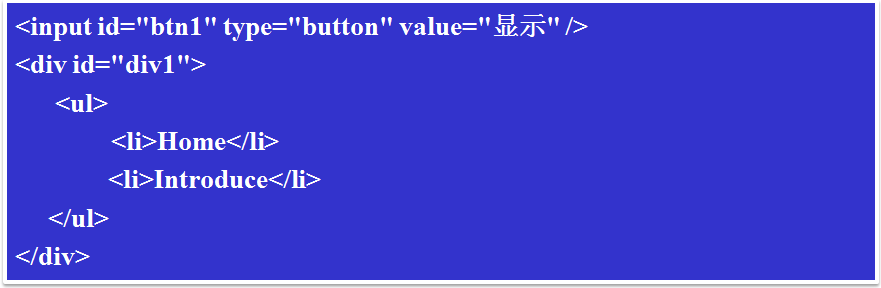 <input id="btn1" type="button" value="显示" />
<div id="div1">
<ul>
<li>Home</li>
<li>Introduce</li>
</ul>
</div>